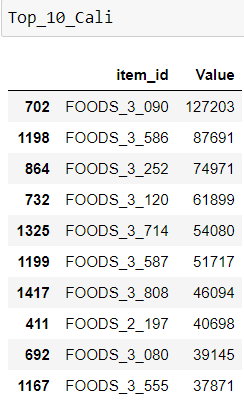 Top_10_Cali
item_id Value
702 FOODS_3_090 127203
1198 FOODS_3_586 87691
864 FOODS_3_252 74971
732 FOODS_3_120 61899
1325 FOODS_3_714 54080
1199 FOODS_3_587 51717
1417 FOODS_3_808 46094
411 FOODS_2_197 40698
692 FOODS_3_080 39145
1167 FOODS_3_555 37871